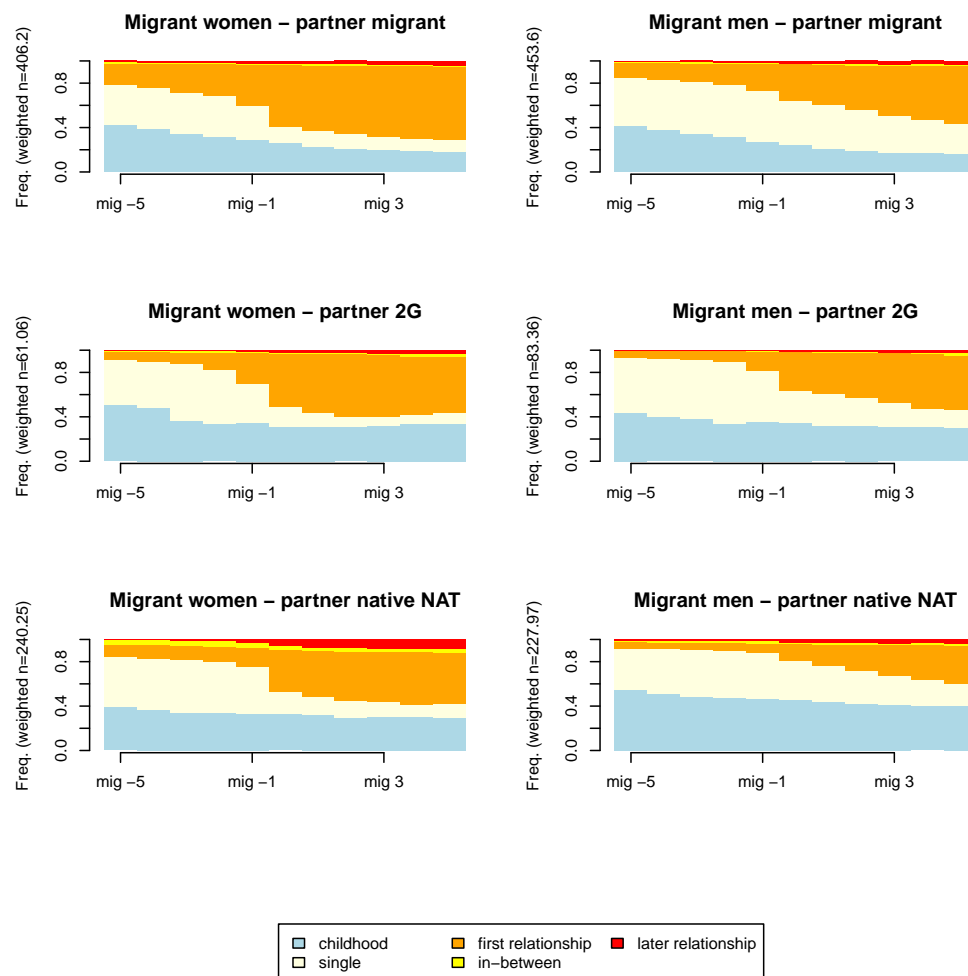 Migrant women − partner migrant
Freq. (weighted n=406.2)
0.0 0.4 0.8
mig −5 mig −1 mig 3
Migrant men − partner migrant
Freq. (weighted n=453.6)
0.0 0.4 0.8
mig −5 mig −1 mig 3
Migrant women − partner 2G
Freq. (weighted n=61.06)
0.0 0.4 0.8
mig −5 mig −1 mig 3
Migrant men − partner 2G
Freq. (weighted n=83.36)
0.0 0.4 0.8
mig −5 mig −1 mig 3
Migrant women − partner native NAT
Freq. (weighted n=240.25)
0.0 0.4 0.8
mig −5 mig −1 mig 3
Migrant men − partner native NAT
Freq. (weighted n=227.97)
0.0 0.4 0.8
mig −5 mig −1 mig 3
childhood first relationship later relationship
single in−between